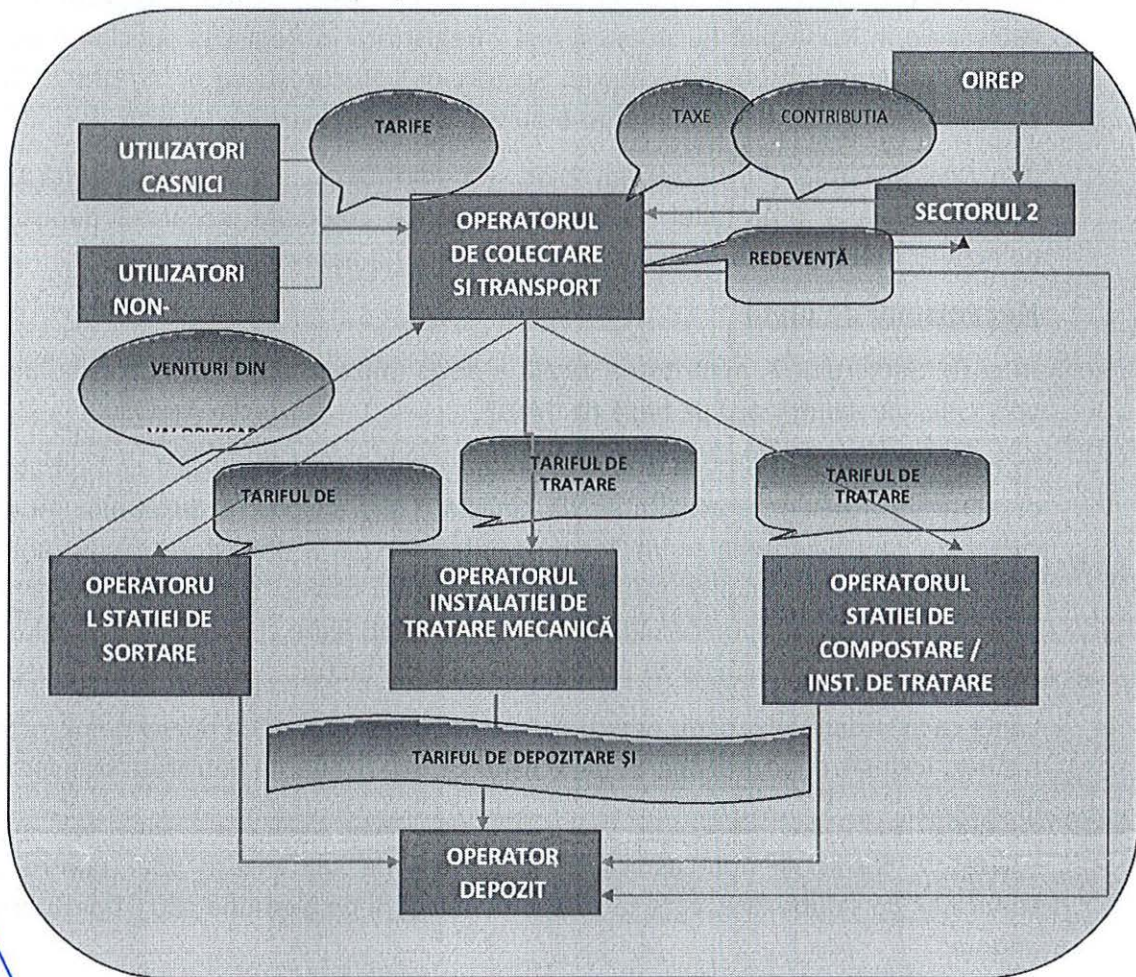 OIREP
TARIFE
TAXE
CONTRIBUTIA
UTILIZATORI
CASNICI
SECTORUL 2
OPERATORUL
DE COLECTARE
SI TRANSPORT
REDEVENŢĂ
UTILIZATORI
NON-
VENITURI DIN
TARIFUL DE
TARIFUL DE
TRATARE
TARIFUL DE
TRATARE
OPERATORU
L STATIEI DE
SORTARE
OPERATORUL
INSTALATIEI DE
TRATARE MECANICĂ
OPERATORUL
STATIEI DE
COMPOSTARE /
INST. DE TRATARE
TARIFUL DE DEPOZITARE ŞI
OPERATOR
DEPOZIT